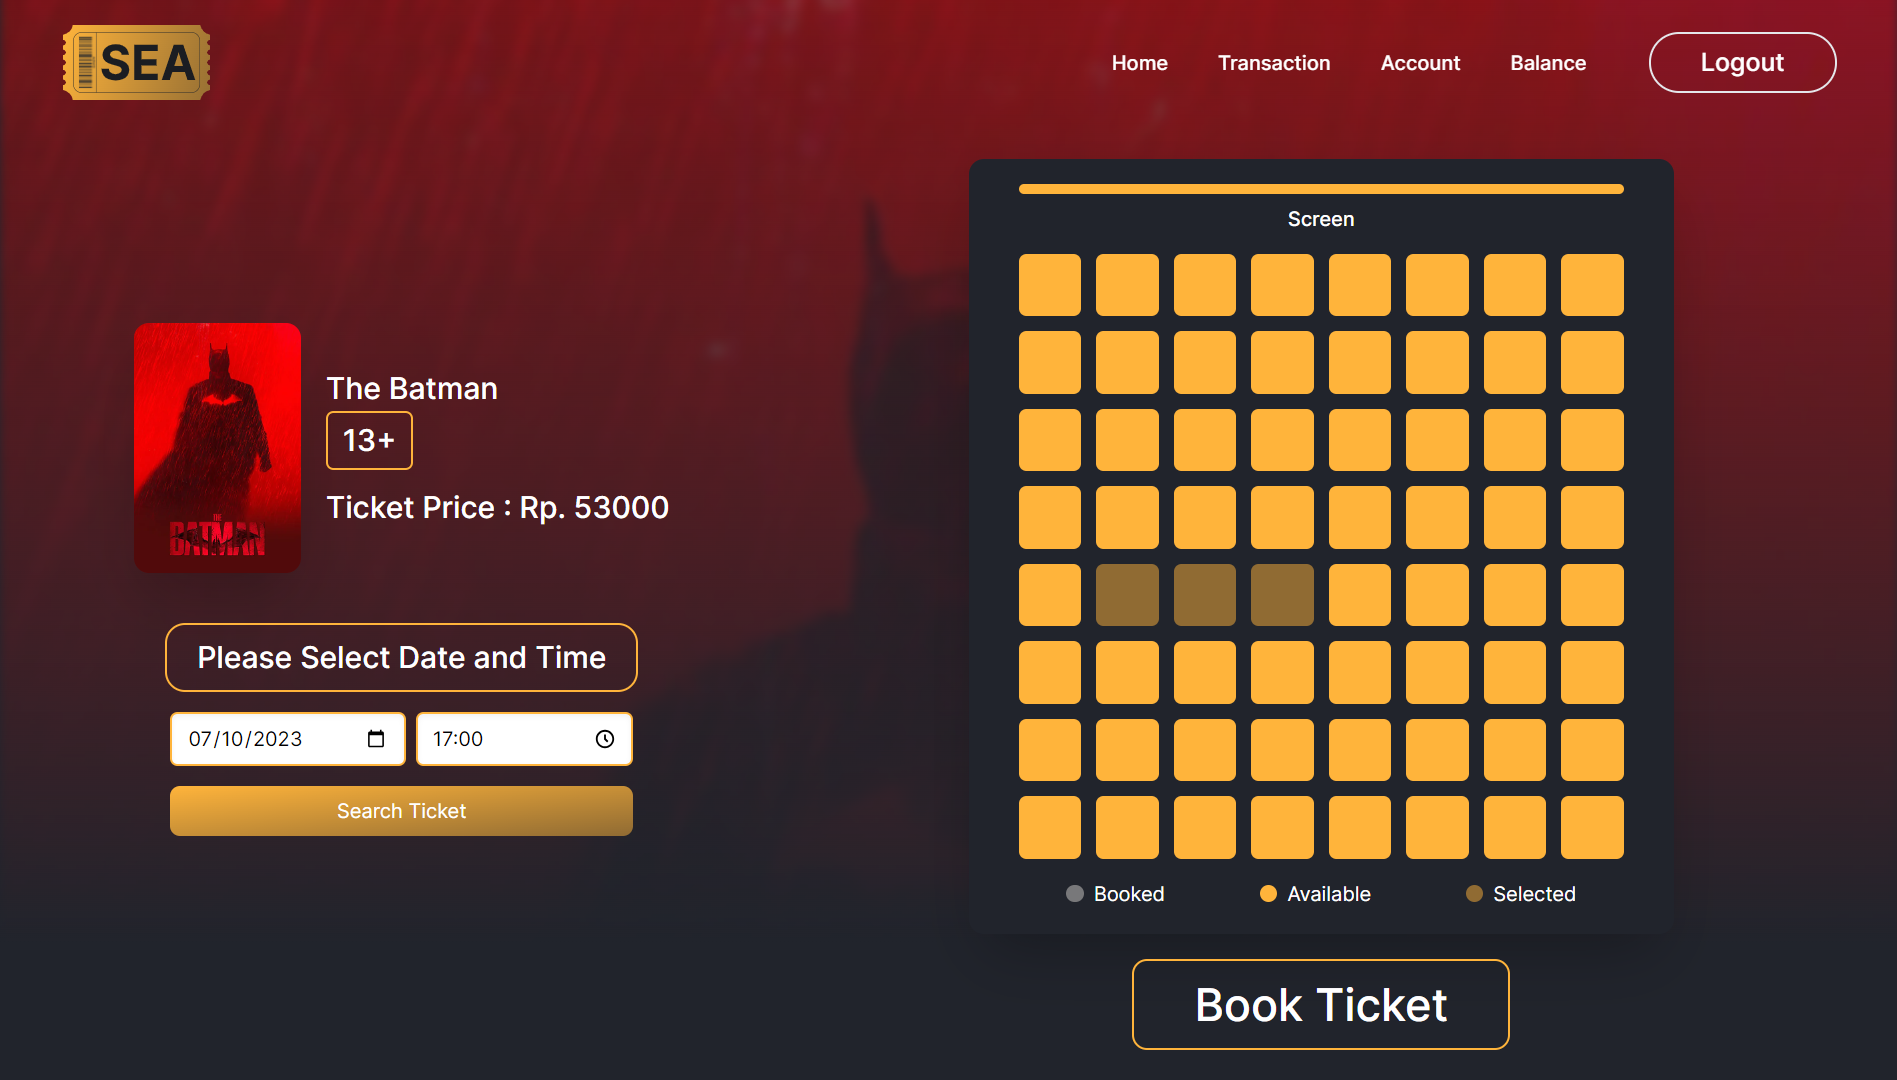 SEA
Home
Transaction
Account
Balance
Logout
THE
BATMAN
The Batman
13+
Ticket Price : Rp. 53000
Please Select Date and Time
07/10/2023
17:00
Search Ticket
Screen
Booked
Available
Selected
Book Ticket